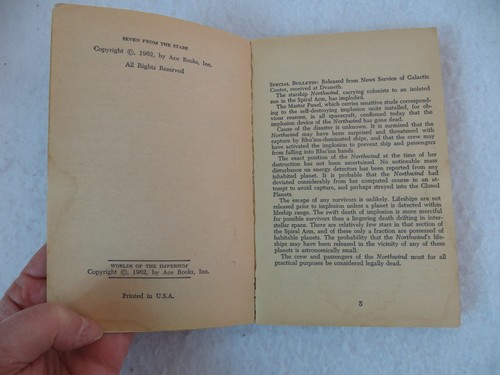 SEVEN FROM THE STARS
Copyright ©, 1962, by Ace Books, Inc.
All Rights Reserved
WORLDS OF THE IMPERIUM
Copyright ©, 1962, by Ace Books, Inc.
Printed in U.S.A.
SPECIAL BULLETIN: Released from News Service of Galactic
Center, received at Dvaneth.
The starship Northwind, carrying colonists to an isolated
sun in the Spiral Arm, has imploded.
The Master Panel, which carries sensitive studs correspond-
ing to the self-destroying implosion units installed, for ob-
vious reasons, in all spacecraft, confirmed today that the
implosion device of the Northwind has gone dead.
Cause of the disaster is unknown. It is surmised that the
Northwind may have been surprised and threatened with
capture by Rhu'inn-dominated ships, and that the crew may
have activated the implosion to prevent ship and passengers
from falling into Rhu'inn hands.
The exact position of the Northwind at the time of her
destruction has not been ascertained. No noticeable mass
disturbance on energy detectors has been reported from any
inhabited planet. It is probable that the Northwind had
deviated considerably from her computed course in an at-
tempt to avoid capture, and perhaps strayed into the Closed
Planets.
The escape of any survivors is unlikely. Lifeships are not
released prior to implosion unless a planet is detected within
lifeship range. The swift death of implosion is more merciful
for possible survivors than a lingering death drifting in inter-
stellar space. There are relatively few stars in that section of
the Spiral Arm, and of these only a fraction are possessed of
habitable planets. The probability that the Northwind's life-
ships may have been released in the vicinity of any of these
planets is astronomically small.
The crew and passengers of the Northwind must for all
practical purposes be considered legally dead.
5